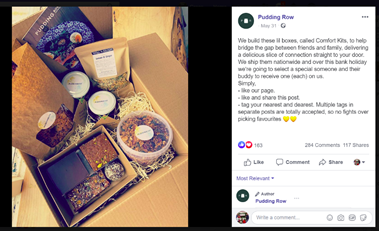 PUDDING
Pudding Row
May 31
We build these lil boxes, called Comfort Kits, to help
bridge the gap between friends and family, delivering
a delicious slice of connection straight to your door.
We ship them nationwide and over this bank holiday
we're going to select a special someone and their
buddy to receive one (each) on us.
Simply,
- like our page.
- like and share this post.
- tag your nearest and dearest. Multiple tags in
separate posts are totally accepted, so no fights over
picking favourites
163
284 Comments 117 Shares
Like Comment Share
Most Relevant
Author
Pudding Row
Write a comment...